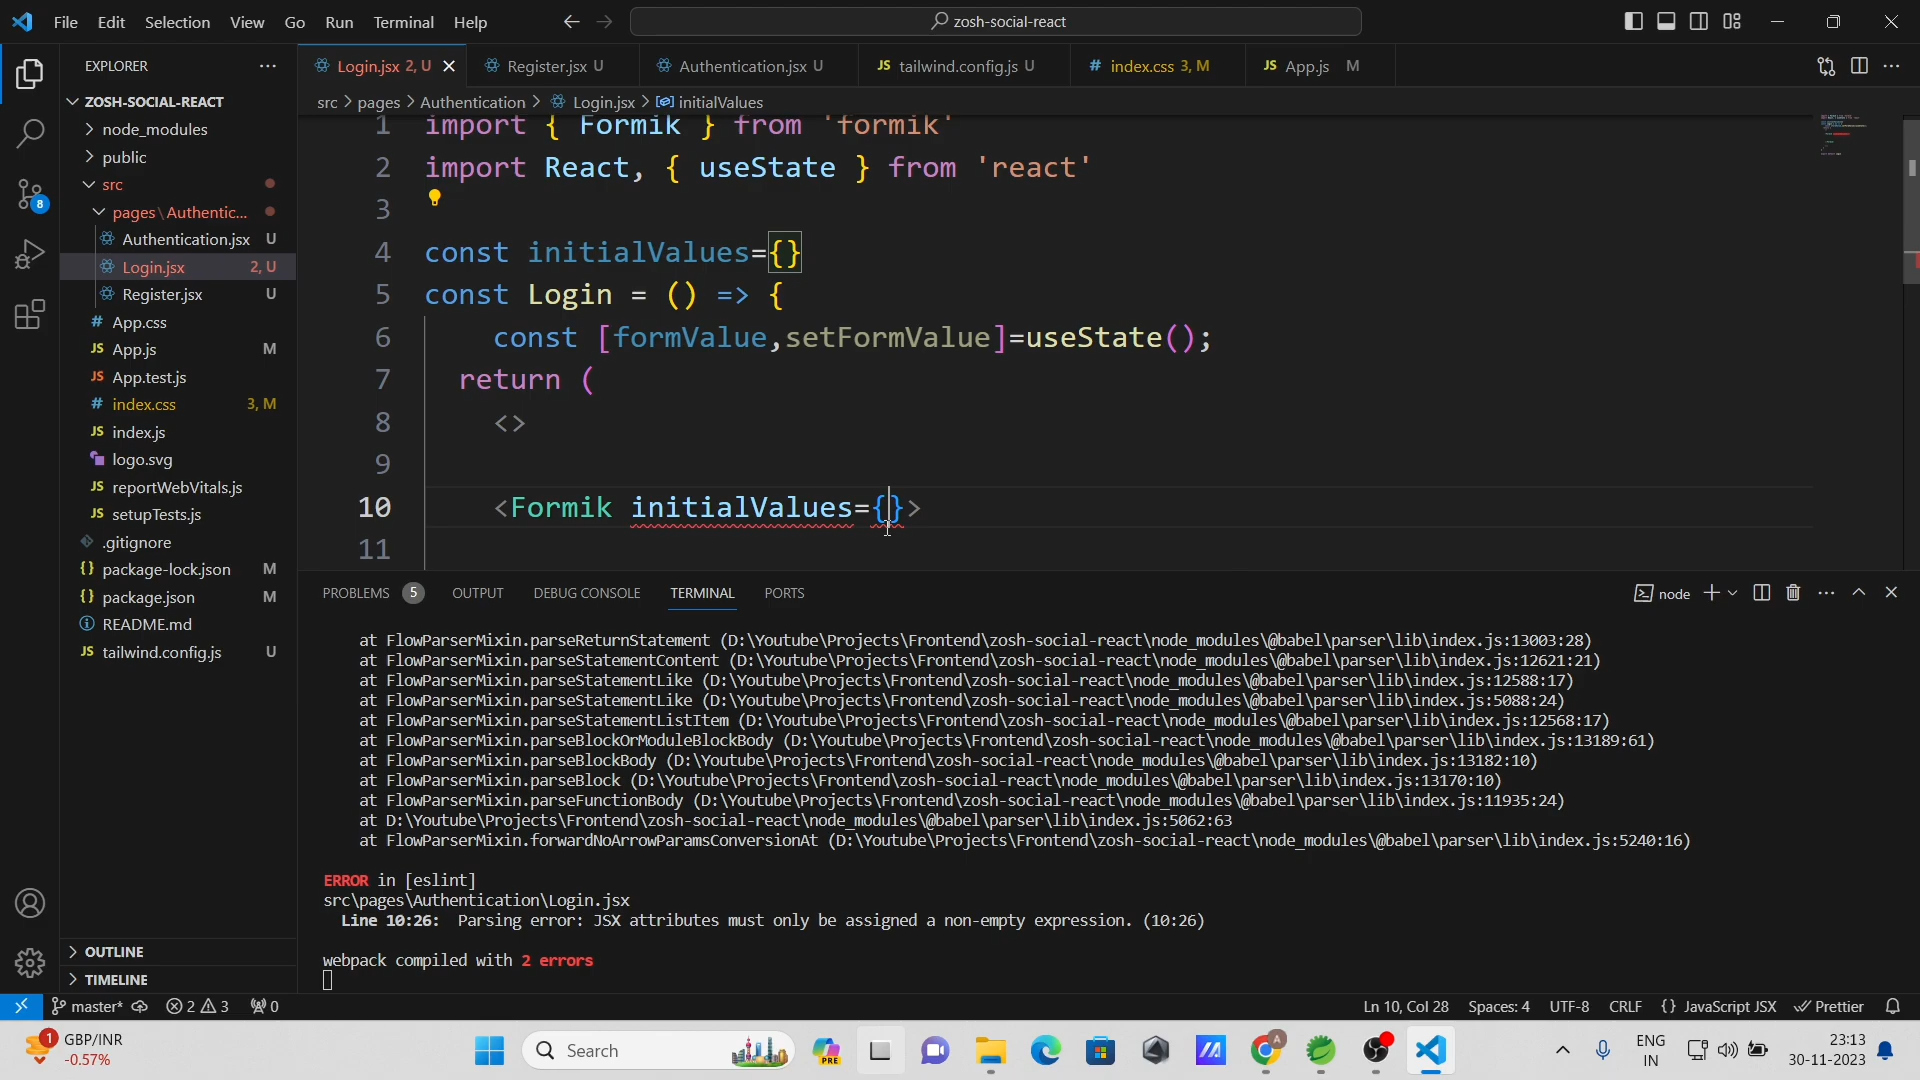 File Edit Selection View Go Run Terminal Help
zosh-social-react
EXPLORER
Login.jsx 2, U
Register.jsx U
Authentication.jsx U
JS tailwind.config.js U
# index.css 3, M
JS App.js M
ZOSH-SOCIAL-REACT
src > pages > Authentication > Login.jsx > initialValues
node_modules
public
src
pages \ Authentic...
Authentication.jsx U
Login.jsx 2, U
Register.jsx U
# App.css
JS App.js M
JS App.test.js
# index.css 3, M
JS index.js
logo.svg
JS reportWebVitals.js
JS setupTests.js
.gitignore
{} package-lock.json M
{} package.json M
README.md
JS tailwind.config.js U
OUTLINE
TIMELINE
8
1 import { Formik } from 'formik'
2 import React, { useState } from 'react'
3
4 const initialValues={}
5 const Login = () => {
6 const [formValue,setFormValue]=useState();
7 return (
8 <>
9
10 <Formik initialValues={}>
11
PROBLEMS 5 OUTPUT DEBUG CONSOLE TERMINAL PORTS
node
at FlowParserMixin.parseReturnStatement (D:\Youtube\Projects\Frontend\zosh-social-react\node_modules\@babel\parser\lib\index.js:13003:28)
at FlowParserMixin.parseStatementContent (D:\Youtube\Projects\Frontend\zosh-social-react\node_modules\@babel\parser\lib\index.js:12621:21)
at FlowParserMixin.parseStatementLike (D:\Youtube\Projects\Frontend\zosh-social-react\node_modules\@babel\parser\lib\index.js:12588:17)
at FlowParserMixin.parseStatementLike (D:\Youtube\Projects\Frontend\zosh-social-react\node_modules\@babel\parser\lib\index.js:5088:24)
at FlowParserMixin.parseStatementListItem (D:\Youtube\Projects\Frontend\zosh-social-react\node_modules\@babel\parser\lib\index.js:12568:17)
at FlowParserMixin.parseBlockOrModuleBlockBody (D:\Youtube\Projects\Frontend\zosh-social-react\node_modules\@babel\parser\lib\index.js:13189:61)
at FlowParserMixin.parseBlockBody (D:\Youtube\Projects\Frontend\zosh-social-react\node_modules\@babel\parser\lib\index.js:13182:10)
at FlowParserMixin.parseBlock (D:\Youtube\Projects\Frontend\zosh-social-react\node_modules\@babel\parser\lib\index.js:13170:10)
at FlowParserMixin.parseFunctionBody (D:\Youtube\Projects\Frontend\zosh-social-react\node_modules\@babel\parser\lib\index.js:11935:24)
at D:\Youtube\Projects\Frontend\zosh-social-react\node_modules\@babel\parser\lib\index.js:5062:63
at FlowParserMixin.forwardNoArrowParamsConversionAt (D:\Youtube\Projects\Frontend\zosh-social-react\node_modules\@babel\parser\lib\index.js:5240:16)
ERROR in [eslint]
src\pages\Authentication\Login.jsx
Line 10:26: Parsing error: JSX attributes must only be assigned a non-empty expression. (10:26)
webpack compiled with 2 errors
master* 2 3 0
Ln 10, Col 28 Spaces: 4 UTF-8 CRLF {} JavaScript JSX Prettier
1
GBP/INR
-0.57%
Search
PRE
A
ENG
IN
23:13
30-11-2023